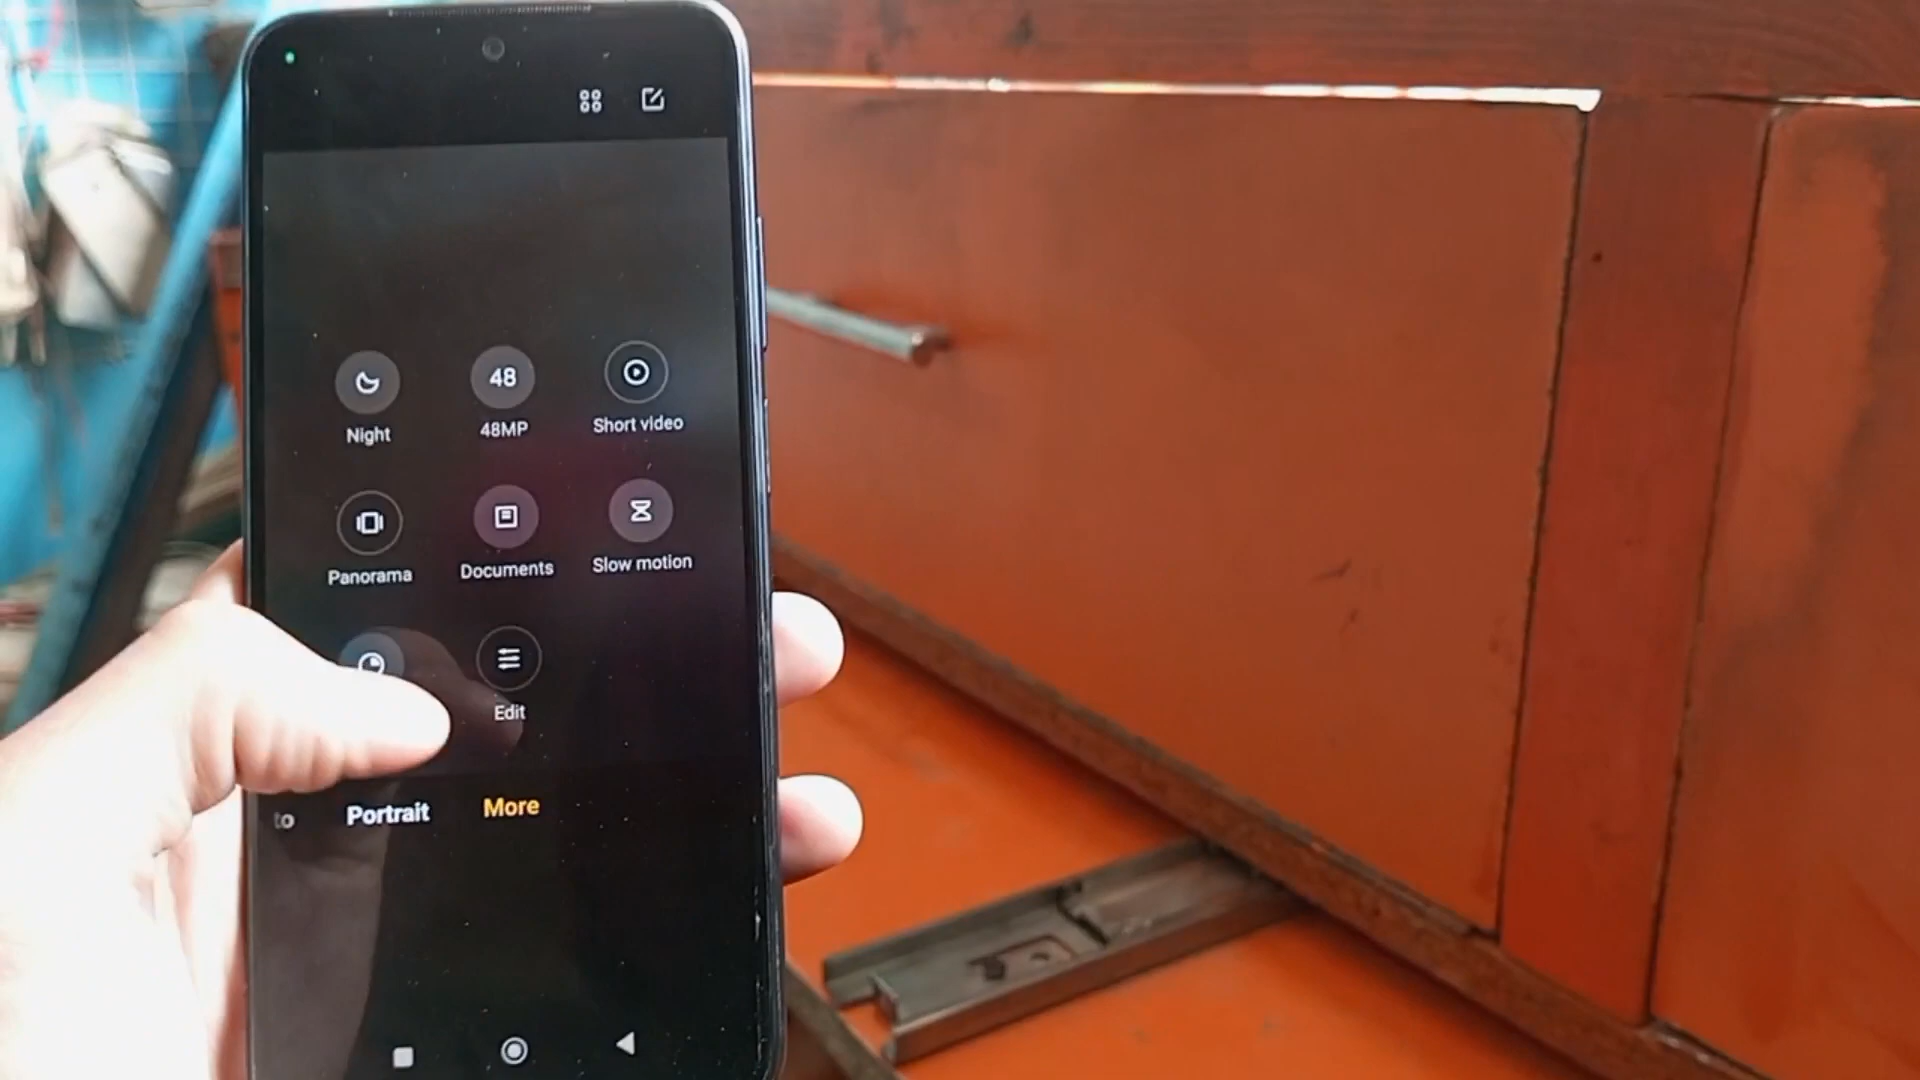 48
Night
48MP
Short video
Panorama
Documents
Slow motion
Edit
to
Portrait
More